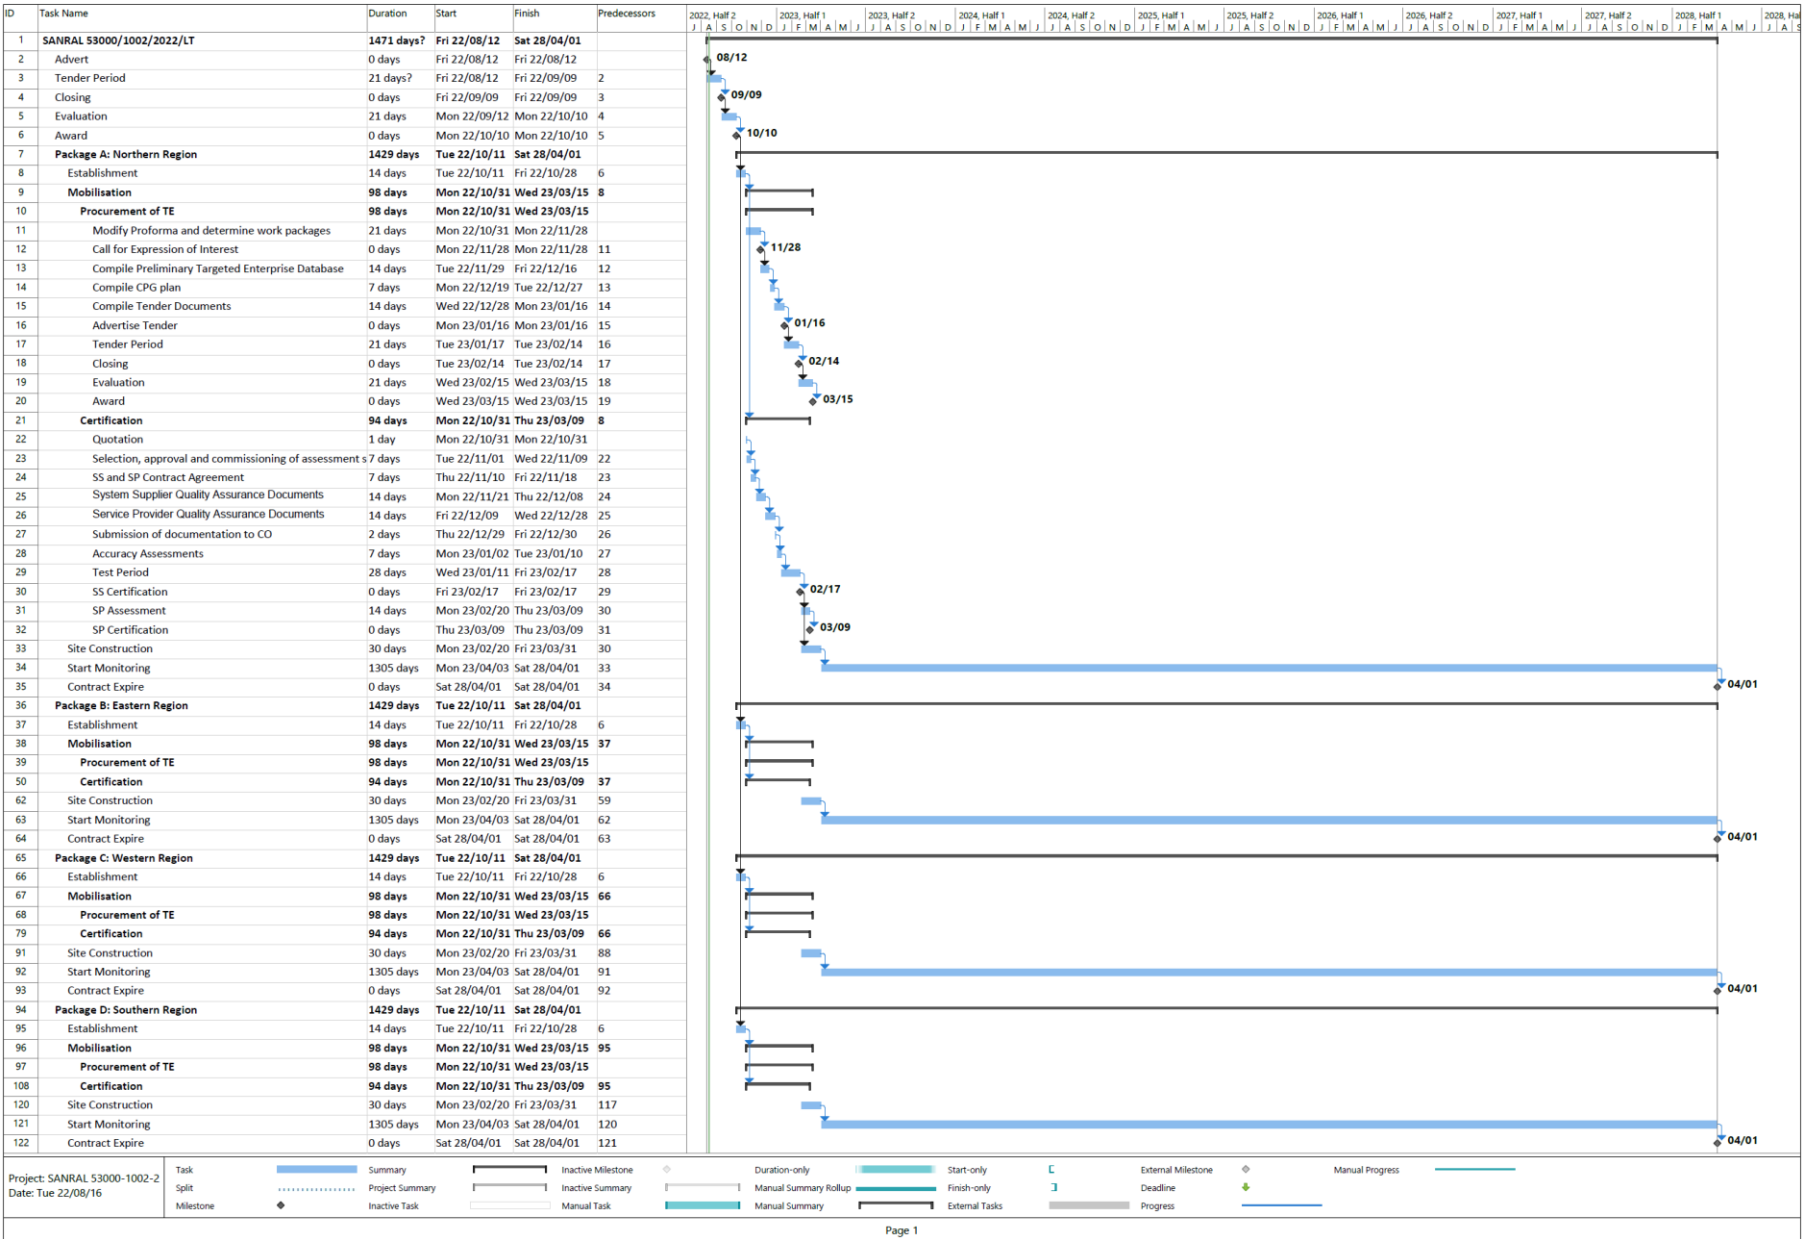 ID Task Name Duration Start Finish Predecessors
2022, Half 2 2023, Half 1 2023, Half 2 2024, Half 1 2024, Half 2 2025, Half 1 2025, Half 2 2026, Half 1 2026, Half 2 2027, Half 1 2027, Half 2 2028, Half 1 2028, Ha
J A S O N D J F M A M J J A S O N D J F M A M J J A S O N D J F M A M J J A S O N D J F M A M J J A S O N D J F M A M J J A S O N D J F M A M J J A S
1 SANRAL 53000/1002/2022/LT 1471 days? Fri 22/08/12 Sat 28/04/01
2 Advert 0 days Fri 22/08/12 Fri 22/08/12 08/12
3 Tender Period 21 days? Fri 22/08/12 Fri 22/09/09 2
4 Closing 0 days Fri 22/09/09 Fri 22/09/09 3 09/09
5 Evaluation 21 days Mon 22/09/12 Mon 22/10/10 4
6 Award 0 days Mon 22/10/10 Mon 22/10/10 5 10/10
7 Package A: Northern Region 1429 days Tue 22/10/11 Sat 28/04/01
8 Establishment 14 days Tue 22/10/11 Fri 22/10/28 6
9 Mobilisation 98 days Mon 22/10/31 Wed 23/03/15 8
10 Procurement of TE 98 days Mon 22/10/31 Wed 23/03/15
11 Modify Proforma and determine work packages 21 days Mon 22/10/31 Mon 22/11/28
12 Call for Expression of Interest 0 days Mon 22/11/28 Mon 22/11/28 11 11/28
13 Compile Preliminary Targeted Enterprise Database 14 days Tue 22/11/29 Fri 22/12/16 12
14 Compile CPG plan 7 days Mon 22/12/19 Tue 22/12/27 13
15 Compile Tender Documents 14 days Wed 22/12/28 Mon 23/01/16 14
16 Advertise Tender 0 days Mon 23/01/16 Mon 23/01/16 15 01/16
17 Tender Period 21 days Tue 23/01/17 Tue 23/02/14 16
18 Closing 0 days Tue 23/02/14 Tue 23/02/14 17 02/14
19 Evaluation 21 days Wed 23/02/15 Wed 23/03/15 18
20 Award 0 days Wed 23/03/15 Wed 23/03/15 19 03/15
21 Certification 94 days Mon 22/10/31 Thu 23/03/09 8
22 Quotation 1 day Mon 22/10/31 Mon 22/10/31
23 Selection, approval and commissioning of assessment s 7 days Tue 22/11/01 Wed 22/11/09 22
24 SS and SP Contract Agreement 7 days Thu 22/11/10 Fri 22/11/18 23
25 System Supplier Quality Assurance Documents 14 days Mon 22/11/21 Thu 22/12/08 24
26 Service Provider Quality Assurance Documents 14 days Fri 22/12/09 Wed 22/12/28 25
27 Submission of documentation to CO 2 days Thu 22/12/29 Fri 22/12/30 26
28 Accuracy Assessments 7 days Mon 23/01/02 Tue 23/01/10 27
29 Test Period 28 days Wed 23/01/11 Fri 23/02/17 28
30 SS Certification 0 days Fri 23/02/17 Fri 23/02/17 29 02/17
31 SP Assessment 14 days Mon 23/02/20 Thu 23/03/09 30
32 SP Certification 0 days Thu 23/03/09 Thu 23/03/09 31 03/09
33 Site Construction 30 days Mon 23/02/20 Fri 23/03/31 30
34 Start Monitoring 1305 days Mon 23/04/03 Sat 28/04/01 33
35 Contract Expire 0 days Sat 28/04/01 Sat 28/04/01 34 04/01
36 Package B: Eastern Region 1429 days Tue 22/10/11 Sat 28/04/01
37 Establishment 14 days Tue 22/10/11 Fri 22/10/28 6
38 Mobilisation 98 days Mon 22/10/31 Wed 23/03/15 37
39 Procurement of TE 98 days Mon 22/10/31 Wed 23/03/15
50 Certification 94 days Mon 22/10/31 Thu 23/03/09 37
62 Site Construction 30 days Mon 23/02/20 Fri 23/03/31 59
63 Start Monitoring 1305 days Mon 23/04/03 Sat 28/04/01 62
64 Contract Expire 0 days Sat 28/04/01 Sat 28/04/01 63 04/01
65 Package C: Western Region 1429 days Tue 22/10/11 Sat 28/04/01
66 Establishment 14 days Tue 22/10/11 Fri 22/10/28 6
67 Mobilisation 98 days Mon 22/10/31 Wed 23/03/15 66
68 Procurement of TE 98 days Mon 22/10/31 Wed 23/03/15
79 Certification 94 days Mon 22/10/31 Thu 23/03/09 66
91 Site Construction 30 days Mon 23/02/20 Fri 23/03/31 88
92 Start Monitoring 1305 days Mon 23/04/03 Sat 28/04/01 91
93 Contract Expire 0 days Sat 28/04/01 Sat 28/04/01 92 04/01
94 Package D: Southern Region 1429 days Tue 22/10/11 Sat 28/04/01
95 Establishment 14 days Tue 22/10/11 Fri 22/10/28 6
96 Mobilisation 98 days Mon 22/10/31 Wed 23/03/15 95
97 Procurement of TE 98 days Mon 22/10/31 Wed 23/03/15
108 Certification 94 days Mon 22/10/31 Thu 23/03/09 95
120 Site Construction 30 days Mon 23/02/20 Fri 23/03/31 117
121 Start Monitoring 1305 days Mon 23/04/03 Sat 28/04/01 120
122 Contract Expire 0 days Sat 28/04/01 Sat 28/04/01 121 04/01
Project: SANRAL 53000-1002-2
Date: Tue 22/08/16
Task Summary Inactive Milestone Duration-only Start-only External Milestone Manual Progress
Split Project Summary Inactive Summary Manual Summary Rollup Finish-only Deadline
Milestone Inactive Task Manual Task Manual Summary External Tasks Progress
Page 1